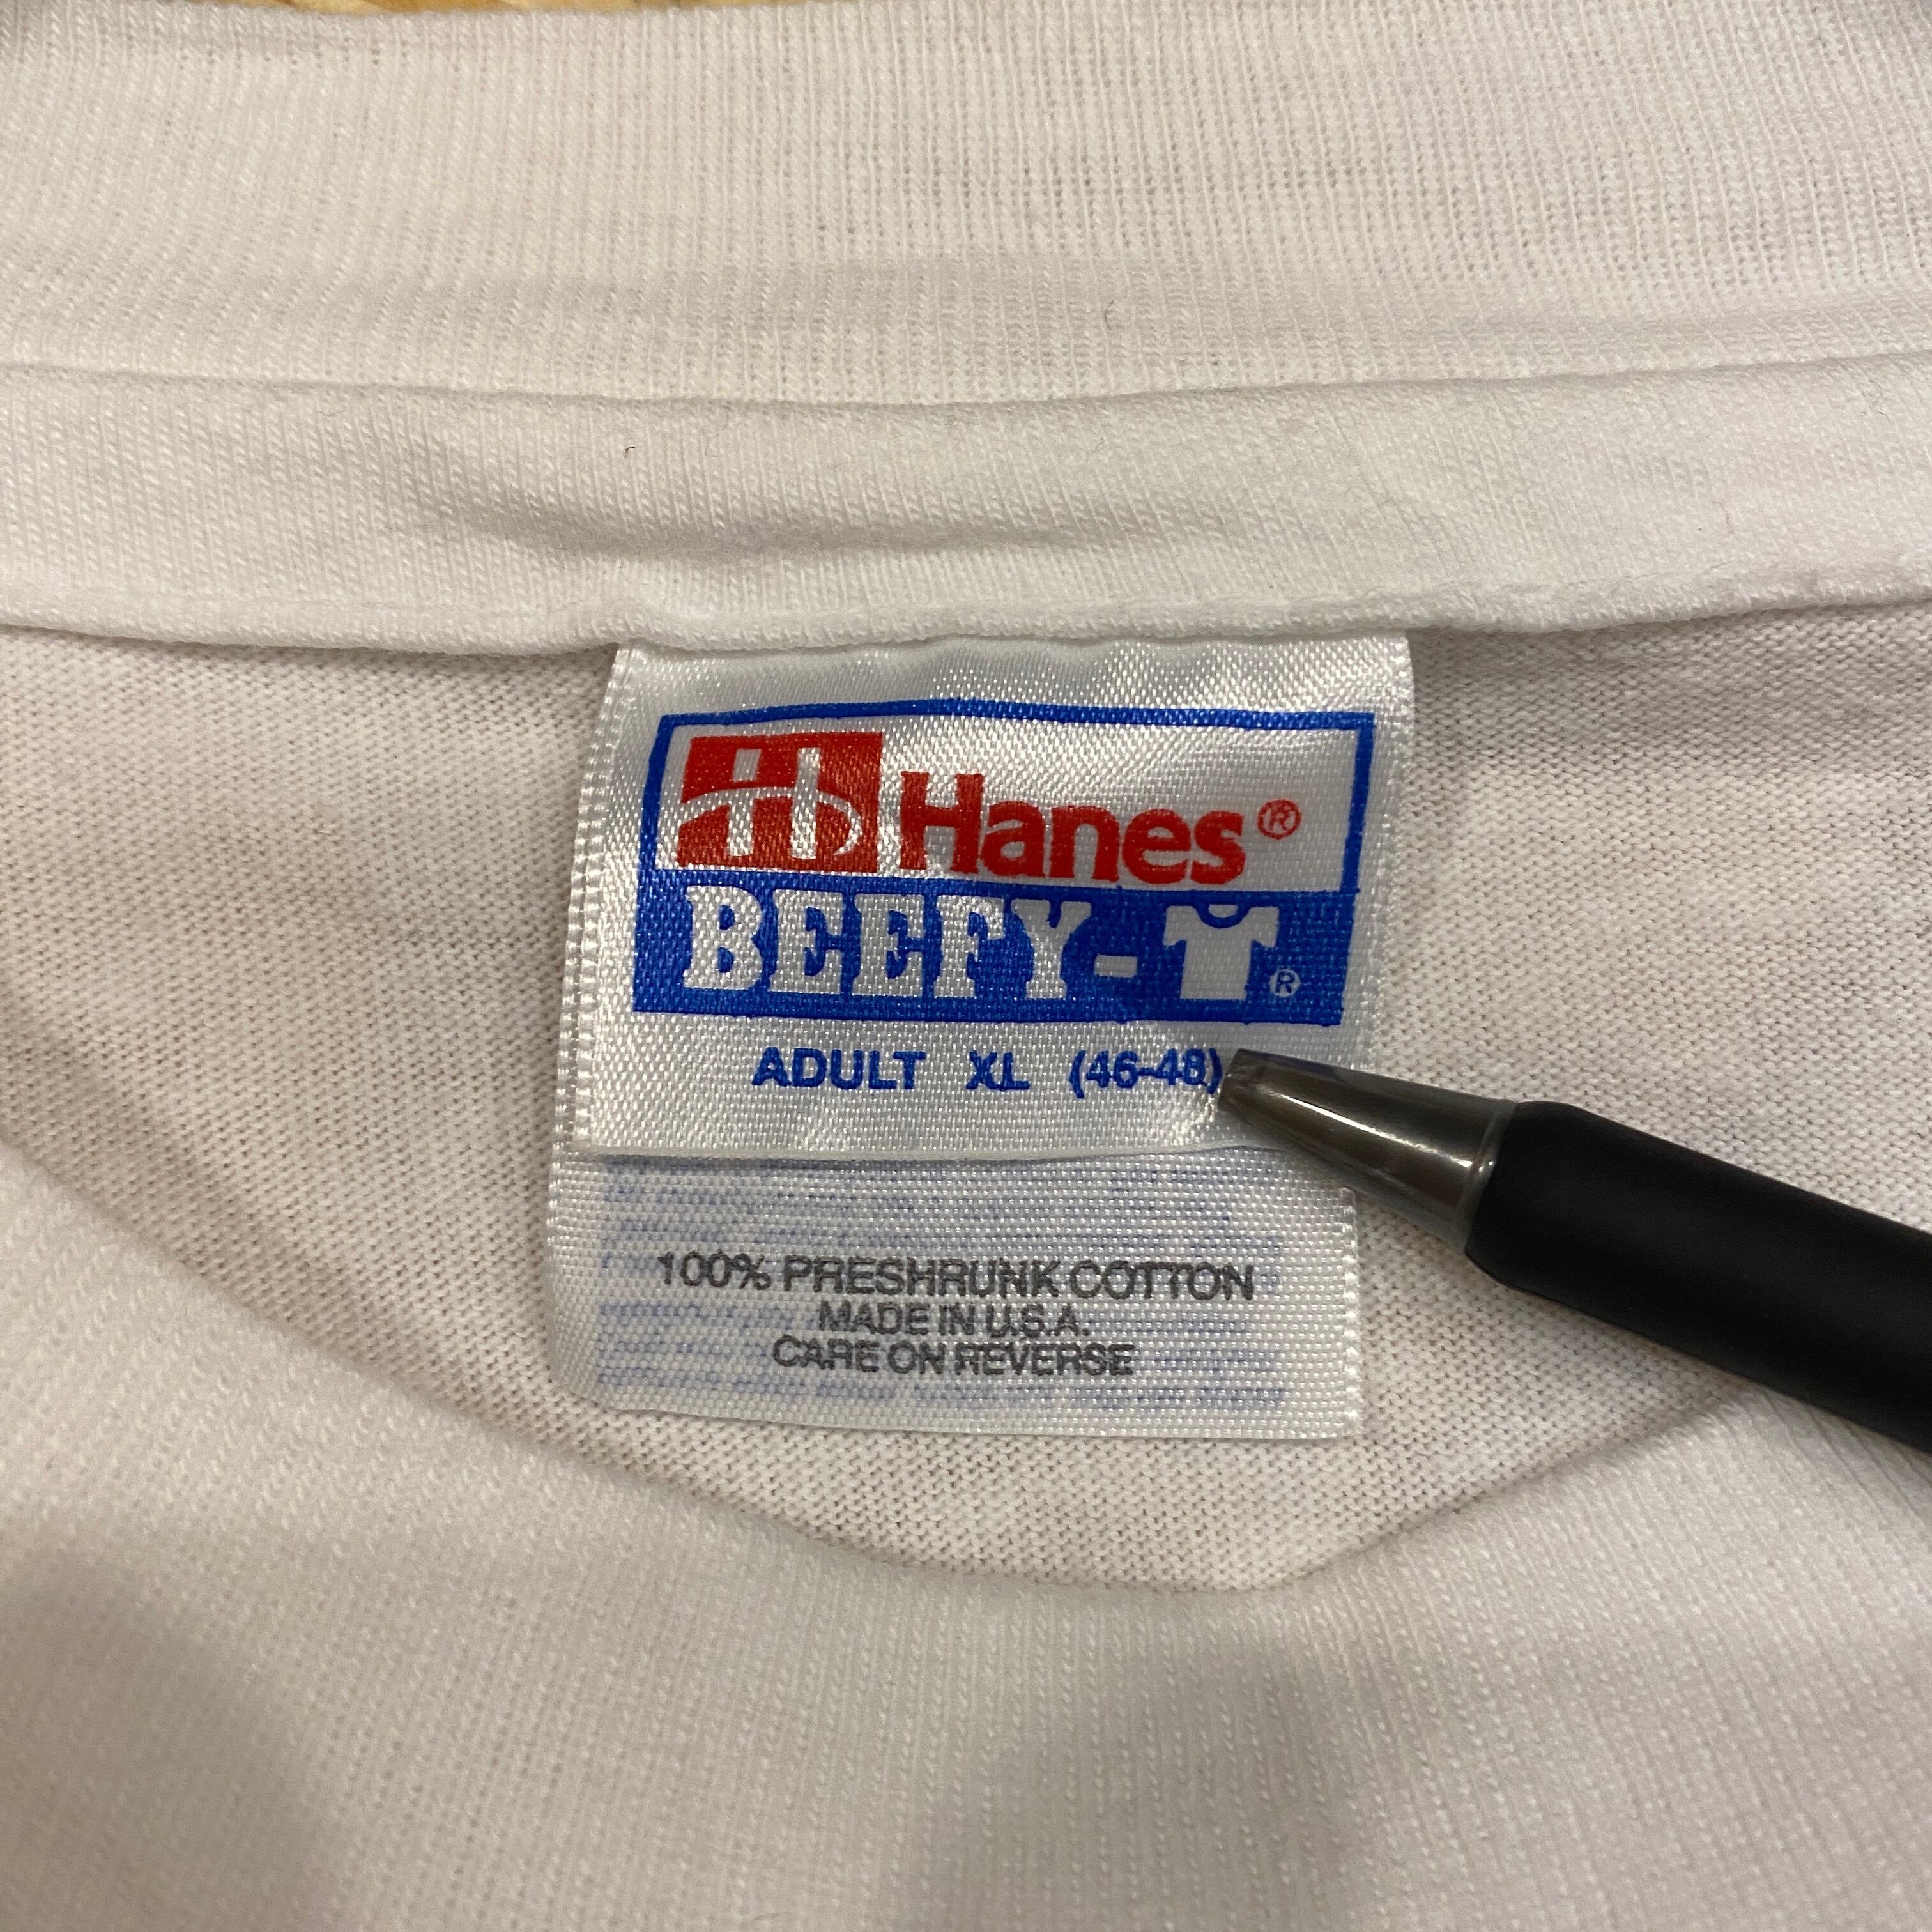 Hanes®
BEEFY-T®
ADULT XL (46-48)
100% PRESHRUNK COTTON
MADE IN U.S.A.
CARE ON REVERSE